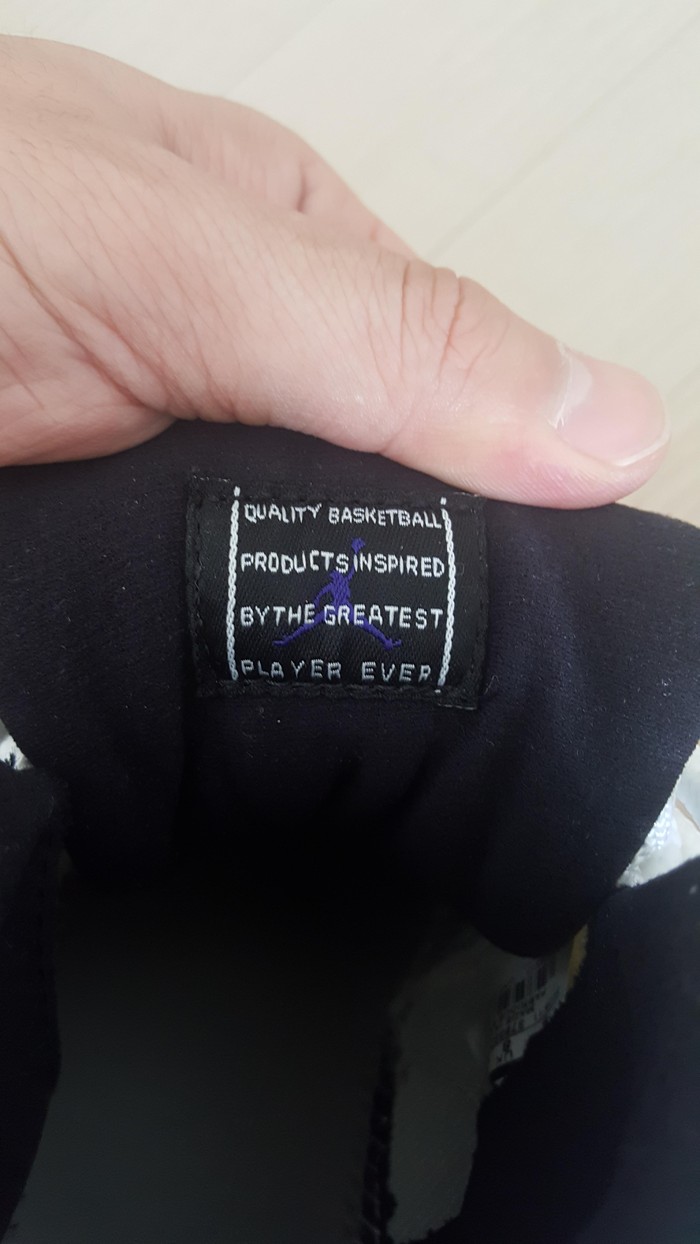 QUALITY BASKETBALL
PRODUCTS INSPIRED
BY THE GREATEST
PLAYER EVER